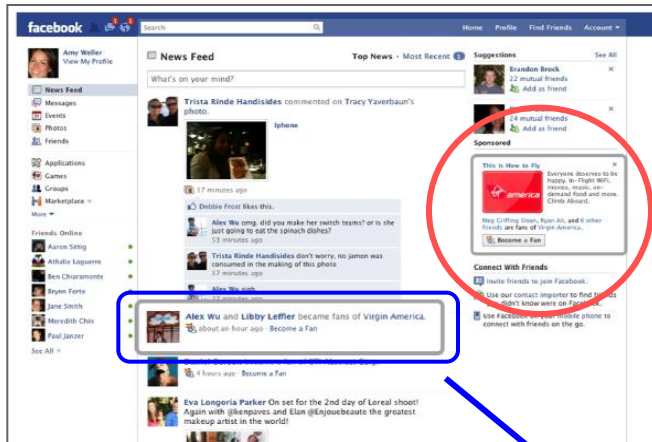 facebook
1
1
Search
Home Profile Find Friends Account
Amy Weller
View My Profile
News Feed
Messages
Events
Photos
Friends
Applications
Games
Groups
Marketplace
More
Friends Online
Aaron Sittig
Athalie Laguerre
Ben Chiaramonte
Brynn Forte
Jane Smith
Meredith Chin
Paul Janzer
See All
News Feed
Top News · Most Recent 1
What's on your mind?
Trista Rinde Handisides commented on Tracy Yaverbaun's
photo.
Iphone
37 minutes ago
Debbie Frost likes this.
Alex Wu omg. did you make her switch teams? or is she
just going to eat the spinach dishes?
53 minutes ago
Trista Rinde Handisides don't worry, no jamon was
consumed in the making of this photo
37 minutes ago
Alex Wu sigh
Alex Wu and Libby Leffler became fans of Virgin America.
about an hour ago · Become a Fan
4 hours ago · Become a Fan
Eva Longoria Parker On set for the 2nd day of Loreal shoot!
Again with @kenpaves and Elan @Enjouebeaute the greatest
makeup artist in the world!
Suggestions
See All
Brandon Brock
22 mutual friends
Add as friend
24 mutual friends
Add as friend
Sponsored
This is How to Fly
america
Everyone deserves to be
happy. In-Flight WiFi,
movies, music, on-
demand food and more.
Climb Aboard.
Meg Griffing Sloan, Ryan Ali, and 6 other
friends are fans of Virgin America.
Become a Fan
Connect With Friends
Invite friends to join Facebook.
Use our contact importer to find friends
you didn't know were on Facebook.
Use Facebook on your mobile phone to
connect with friends on the go.